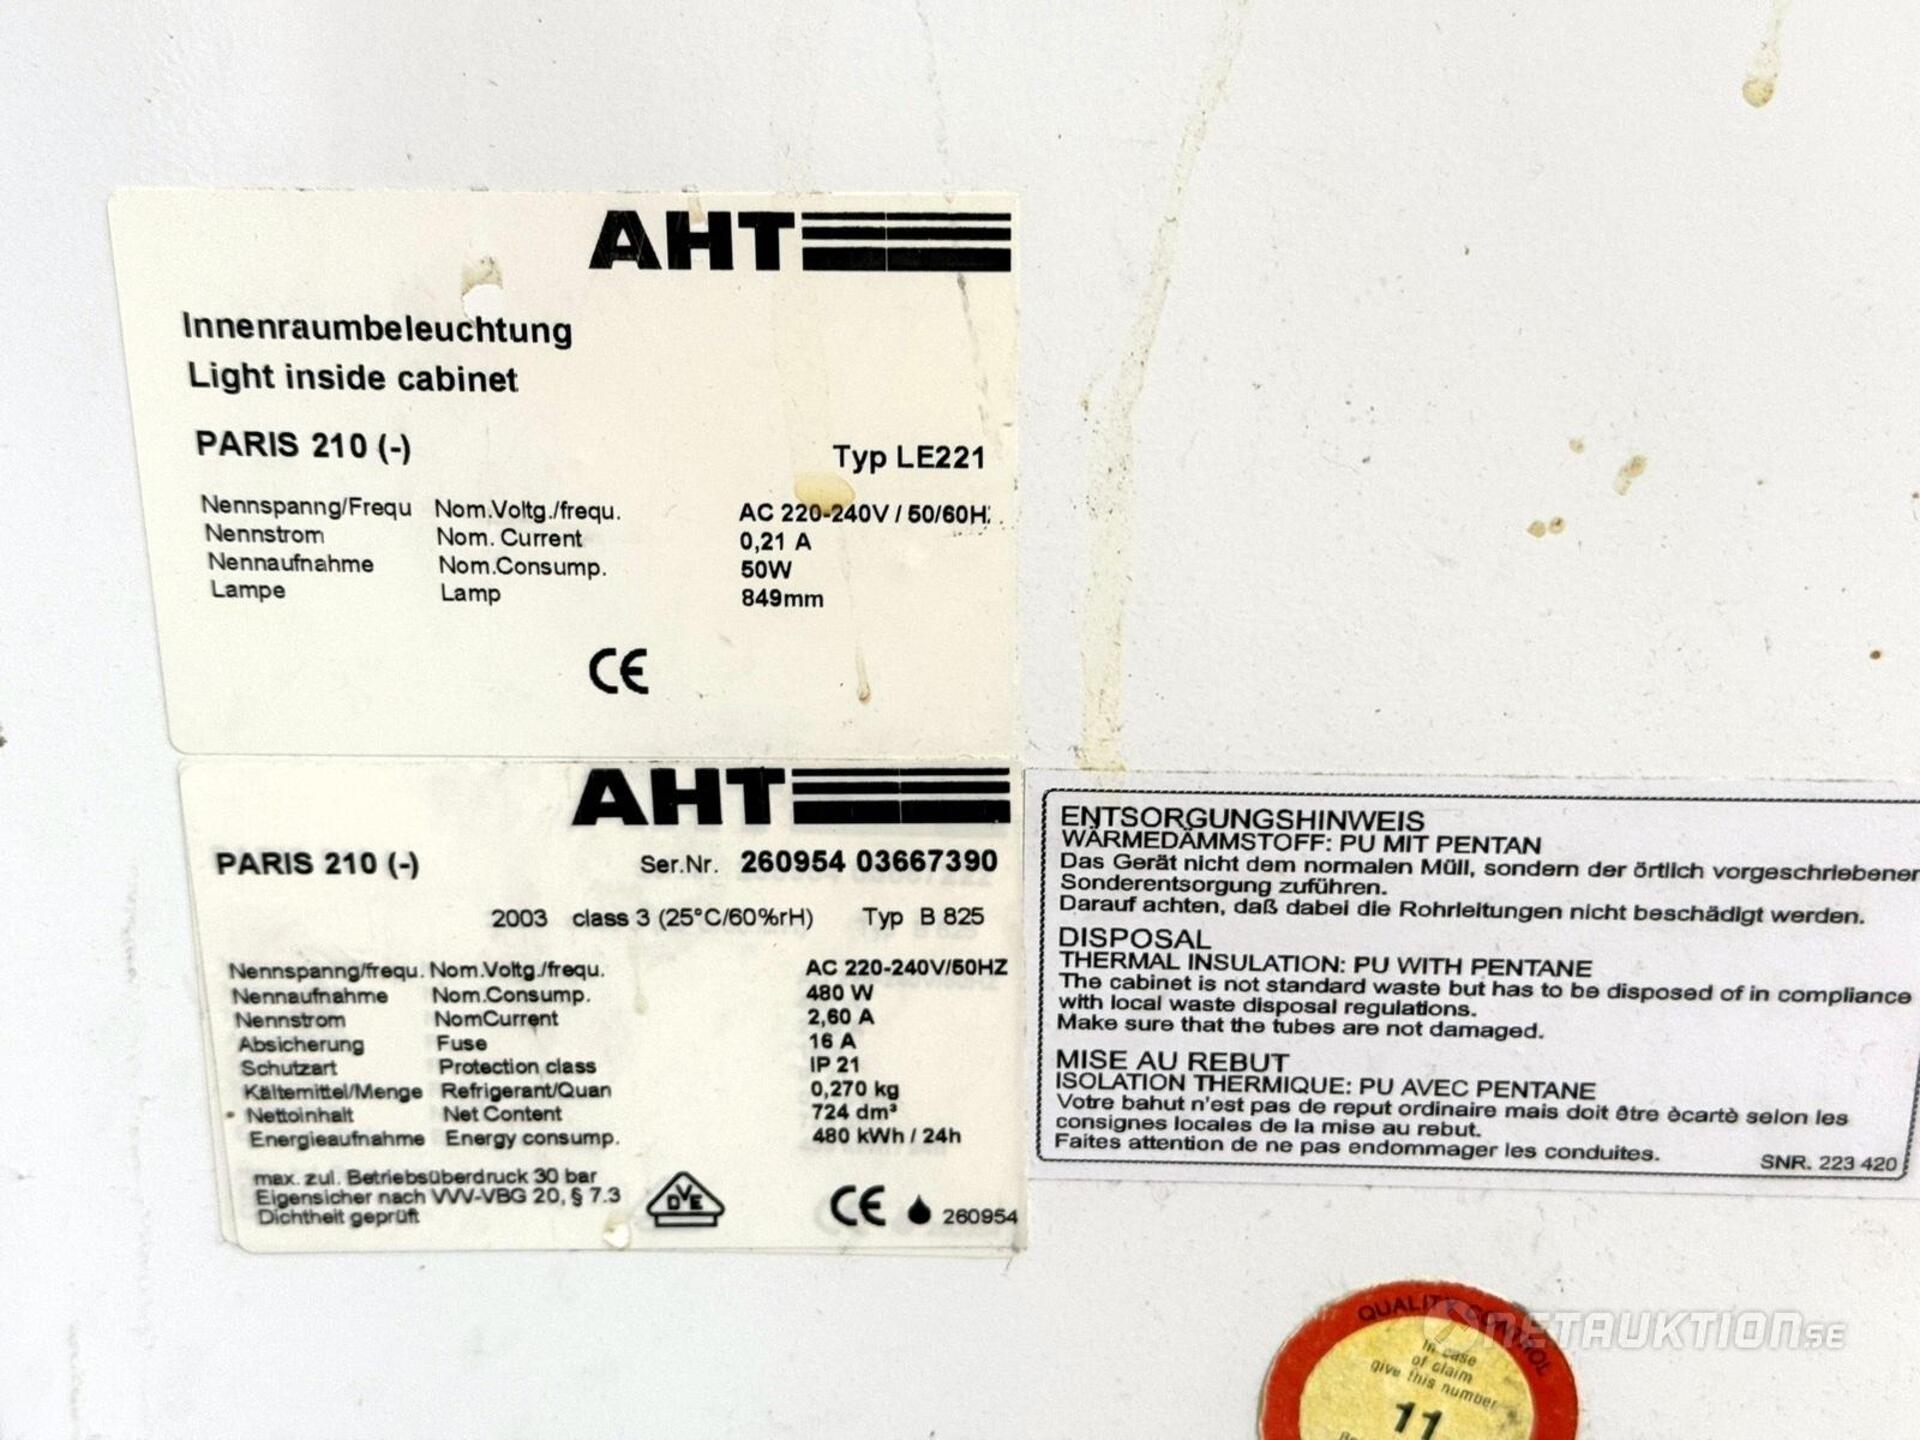 AHT
Innenraumbeleuchtung
Light inside cabinet
PARIS 210 (-) Typ LE221
Nennspanng/Frequ Nom.Voltg./frequ. AC 220-240V / 50/60H
Nennstrom Nom. Current 0,21 A
Nennaufnahme Nom.Consump. 50W
Lampe Lamp 849mm
CE
AHT
PARIS 210 (-) Ser.Nr. 260954 03667390
2003 class 3 (25°C/60%rH) Typ B 825
Nennspanng/frequ. Nom.Voltg./frequ. AC 220-240V/50HZ
Nennaufnahme Nom.Consump. 480 W
Nennstrom NomCurrent 2,60 A
Absicherung Fuse 16 A
Schutzart Protection class IP 21
Kältemittel/Menge Refrigerant/Quan 0,270 kg
Nettoinhalt Net Content 724 dm³
Energieaufnahme Energy consump. 480 kWh / 24h
max. zul. Betriebsüberdruck 30 bar
Eigensicher nach VVV-VBG 20, § 7.3
Dichtheit geprüft
DVE
CE 260954
ENTSORGUNGSHINWEIS
WÄRMEDÄMMSTOFF: PU MIT PENTAN
Das Gerät nicht dem normalen Müll, sondern der örtlich vorgeschriebener
Sonderentsorgung zuführen.
Darauf achten, daß dabei die Rohrleitungen nicht beschädigt werden.
DISPOSAL
THERMAL INSULATION: PU WITH PENTANE
The cabinet is not standard waste but has to be disposed of in compliance
with local waste disposal regulations.
Make sure that the tubes are not damaged.
MISE AU REBUT
ISOLATION THERMIQUE: PU AVEC PENTANE
Votre bahut n'est pas de reput ordinaire mais doit être ècartè selon les
consignes locales de la mise au rebut.
Faites attention de ne pas endommager les conduites.
SNR. 223 420
QUALITY CONTROL
In case
of claim
give this number
11
NETAUKTION.SE